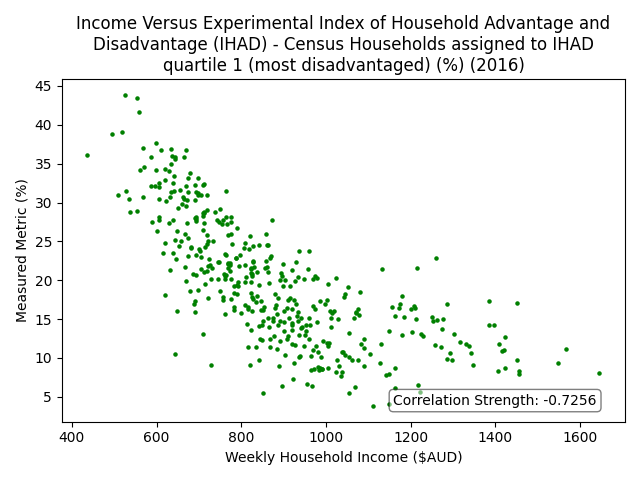 Income Versus Experimental Index of Household Advantage and
Disadvantage (IHAD) - Census Households assigned to IHAD
quartile 1 (most disadvantaged) (%) (2016)
Measured Metric (%)
45
40
35
30
25
20
15
10
5
Correlation Strength: -0.7256
400 600 800 1000 1200 1400 1600
Weekly Household Income ($AUD)